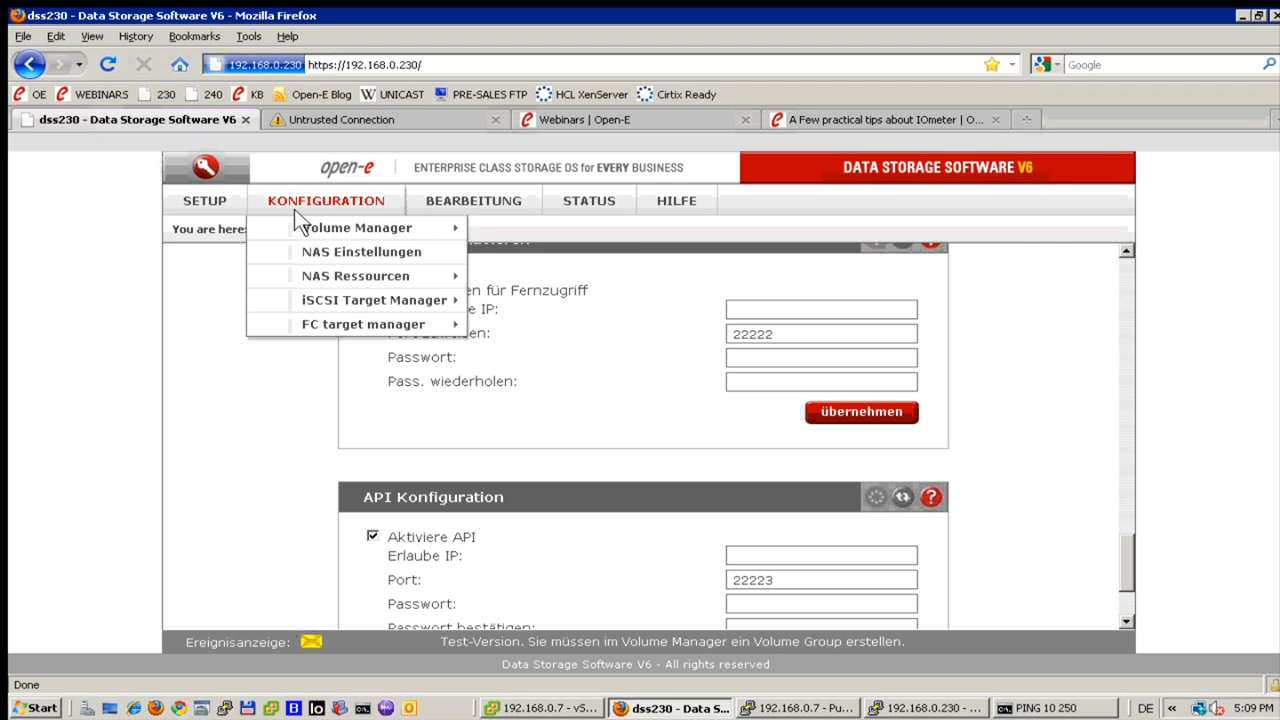 dss230 - Data Storage Software V6 - Mozilla Firefox
File Edit View History Bookmarks Tools Help
192.168.0.230 https://192.168.0.230/
Google
OE WEBINARS 230 240 KB Open-E Blog UNICAST PRE-SALES FTP HCL XenServer Cirtix Ready
dss230 - Data Storage Software V6 Untrusted Connection Webinars | Open-E A Few practical tips about IOmeter | O...
open-e ENTERPRISE CLASS STORAGE OS for EVERY BUSINESS DATA STORAGE SOFTWARE V6
SETUP KONFIGURATION BEARBEITUNG STATUS HILFE
You are here:
Volume Manager
NAS Einstellungen
NAS Ressourcen
iSCSI Target Manager
FC target manager
en für Fernzugriff
e IP:
22222
Passwort:
Pass. wiederholen:
übernehmen
API Konfiguration
Aktiviere API
Erlaube IP:
Port: 22223
Passwort:
Passwort bestätigen:
Ereignisanzeige: Test-Version. Sie müssen im Volume Manager ein Volume Group erstellen.
Data Storage Software V6 - All rights reserved
Done
Start 192.168.0.7 - v5... dss230 - Data S... 192.168.0.7 - Pu... 192.168.0.230 - ... PING 10 250 DE « 5:09 PM